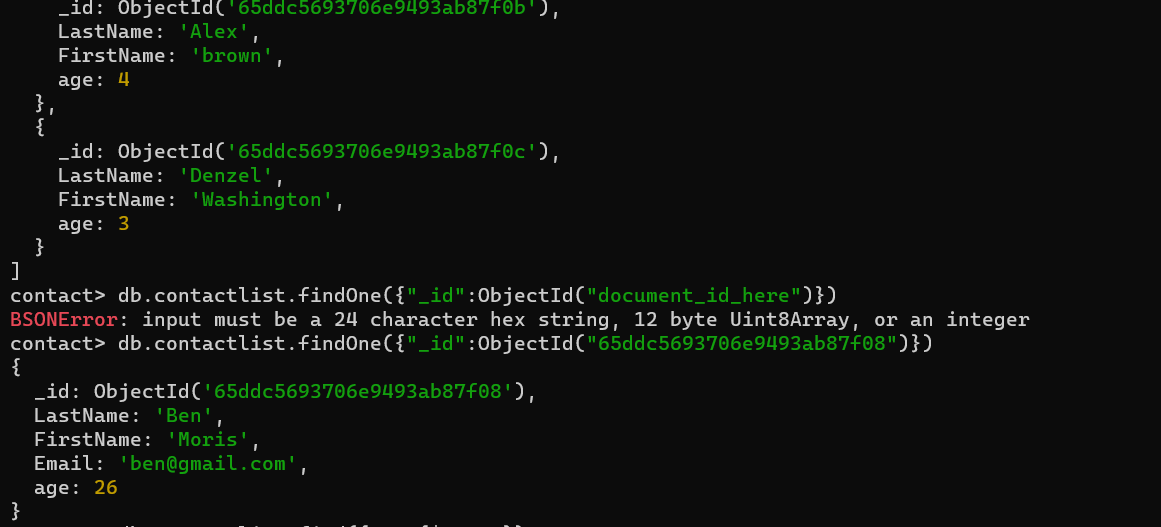 _id: ObjectId('65ddc5693706e9493ab87f0b'),
LastName: 'Alex',
FirstName: 'brown',
age: 4
},
{
_id: ObjectId('65ddc5693706e9493ab87f0c'),
LastName: 'Denzel',
FirstName: 'Washington',
age: 3
}
]
contact> db.contactlist.findOne({"_id":ObjectId("document_id_here")})
BSONError: input must be a 24 character hex string, 12 byte Uint8Array, or an integer
contact> db.contactlist.findOne({"_id":ObjectId("65ddc5693706e9493ab87f08")})
{
_id: ObjectId('65ddc5693706e9493ab87f08'),
LastName: 'Ben',
FirstName: 'Moris',
Email: 'ben@gmail.com',
age: 26
}